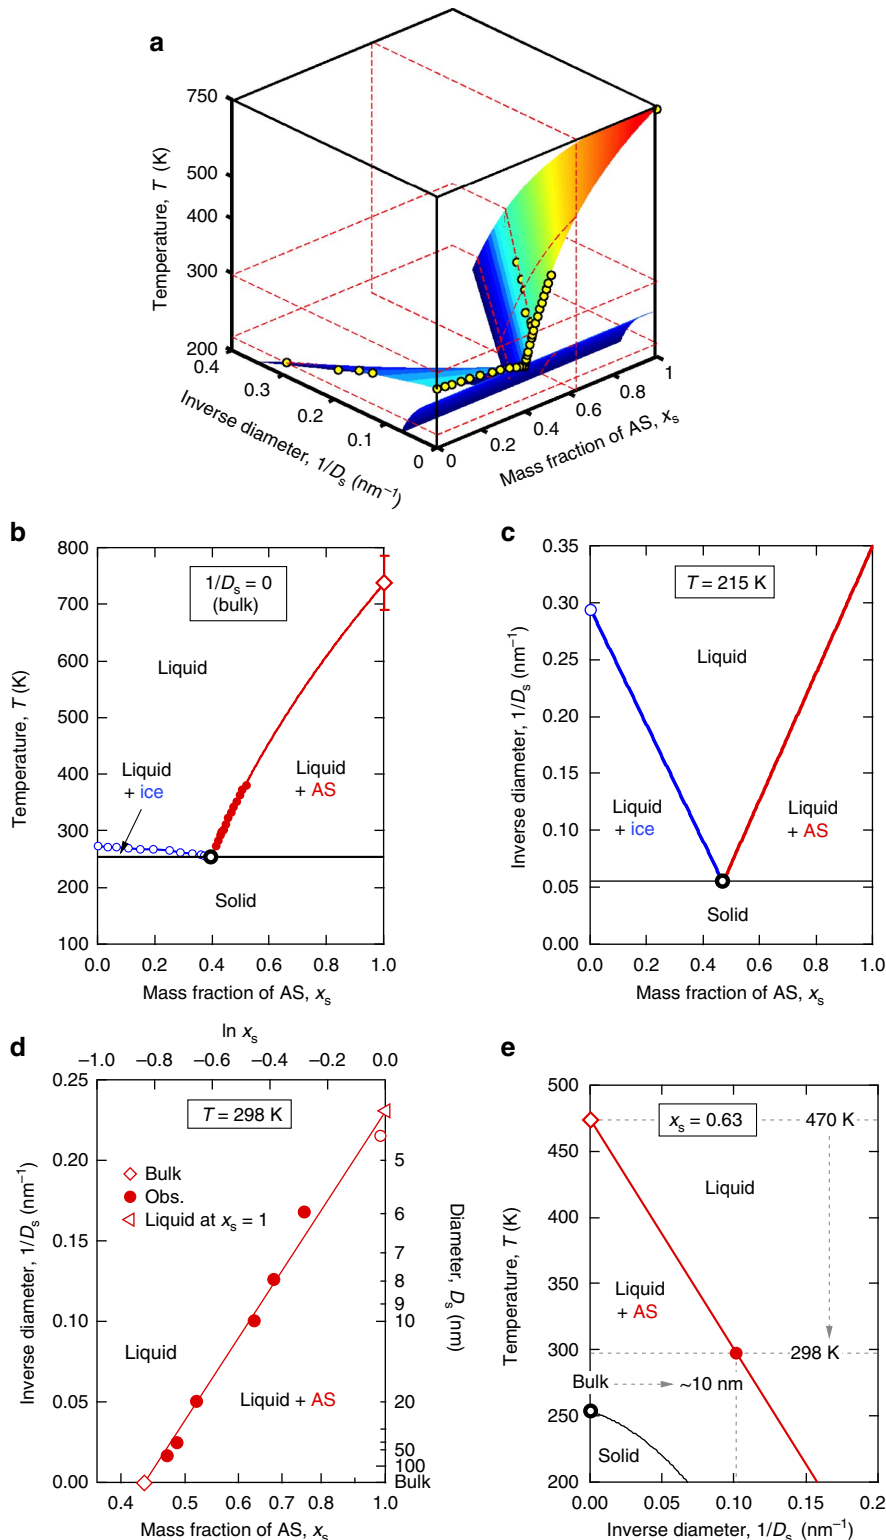 a
750
500
400
300
200
Temperature, T (K)
0.4
0.3
0.2
0.1
0
Inverse diameter, 1/Ds (nm−1)
0
0.2
0.4
0.6
0.8
1
Mass fraction of AS, xs
b
800
700
600
500
400
300
200
100
Temperature, T (K)
1/Ds = 0
(bulk)
Liquid
Liquid
+ ice
Liquid
+ AS
Solid
0.0 0.2 0.4 0.6 0.8 1.0
Mass fraction of AS, xs
c
0.35
0.30
0.25
0.20
0.15
0.10
0.05
0.00
Inverse diameter, 1/Ds (nm−1)
T = 215 K
Liquid
Liquid
+ ice
Liquid
+ AS
Solid
0.0 0.2 0.4 0.6 0.8 1.0
Mass fraction of AS, xs
d
ln xs
−1.0 −0.8 −0.6 −0.4 −0.2 0.0
0.25
0.20
0.15
0.10
0.05
0.00
Inverse diameter, 1/Ds (nm−1)
T = 298 K
Bulk
Obs.
Liquid at xs = 1
Liquid
Liquid + AS
5
6
7
8
9
10
20
50
100
Bulk
Diameter, Ds (nm)
0.4 0.5 0.6 0.7 0.8 1.0
Mass fraction of AS, xs
e
500
450
400
350
300
250
200
Temperature, T (K)
xs = 0.63
470 K
Liquid
Liquid
+ AS
298 K
Bulk
~10 nm
Solid
0.00 0.05 0.10 0.15 0.2
Inverse diameter, 1/Ds (nm−1)